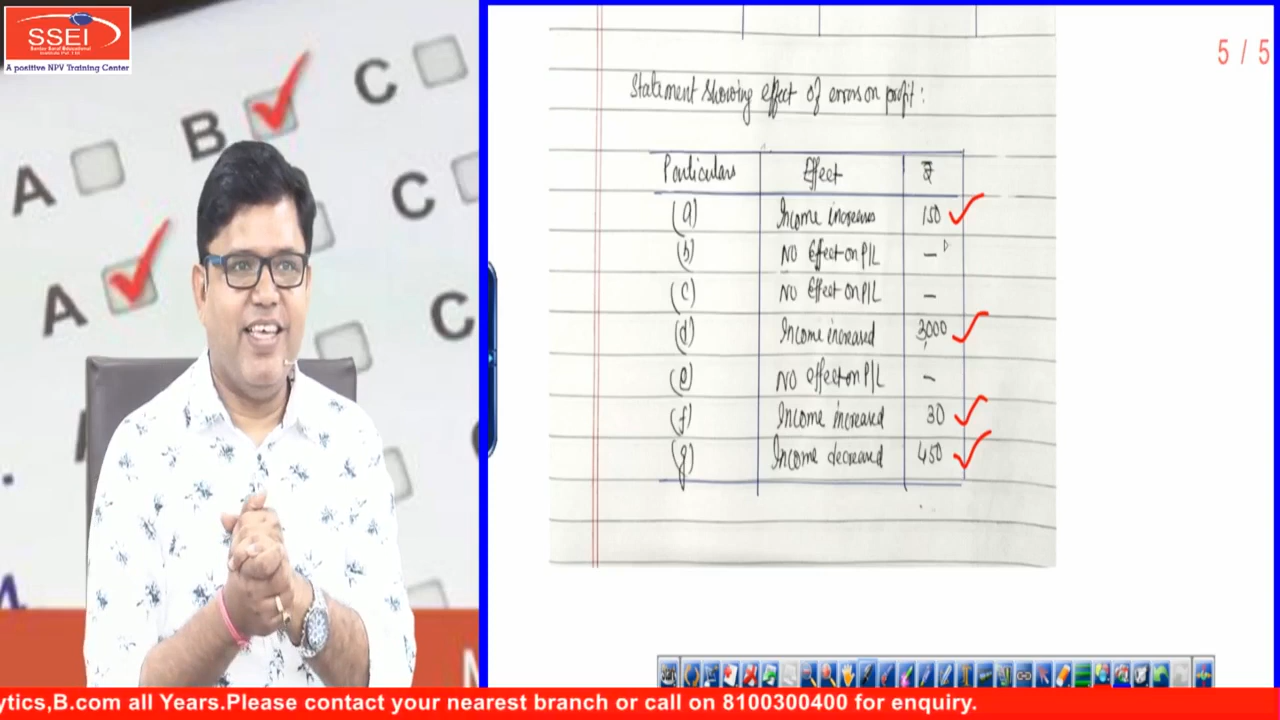 SSEI
A positive NPV Training Center
A
B
C
C
A
C
5 / 5
Statement showing effect of errors on profit:
Particulars Effect ₹
(a) Income increases 150
(b) NO Effect on P/L –
(c) NO Effect on P/L –
(d) Income increased 3000
(e) NO effect on P/L –
(f) Income increased 30
(g) Income decreased 450
ytics,B.com all Years.Please contact your nearest branch or call on 8100300400 for enquiry.